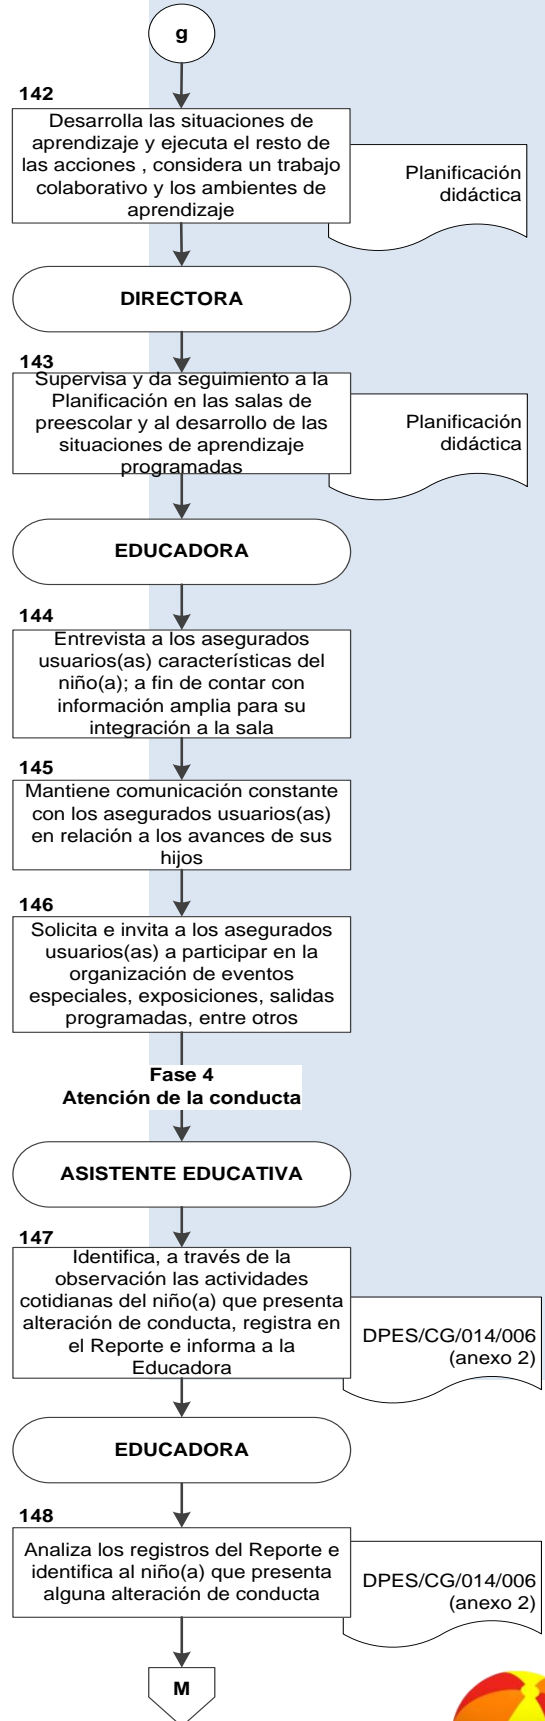 g
142
Desarrolla las situaciones de
aprendizaje y ejecuta el resto de
las acciones , considera un trabajo
colaborativo y los ambientes de
aprendizaje
Planificación
didáctica
DIRECTORA
143
Supervisa y da seguimiento a la
Planificación en las salas de
preescolar y al desarrollo de las
situaciones de aprendizaje
programadas
Planificación
didáctica
EDUCADORA
144
Entrevista a los asegurados
usuarios(as) características del
niño(a); a fin de contar con
información amplia para su
integración a la sala
145
Mantiene comunicación constante
con los asegurados usuarios(as)
en relación a los avances de sus
hijos
146
Solicita e invita a los asegurados
usuarios(as) a participar en la
organización de eventos
especiales, exposiciones, salidas
programadas, entre otros
Fase 4
Atención de la conducta
ASISTENTE EDUCATIVA
147
Identifica, a través de la
observación las actividades
cotidianas del niño(a) que presenta
alteración de conducta, registra en
el Reporte e informa a la
Educadora
DPES/CG/014/006
(anexo 2)
EDUCADORA
148
Analiza los registros del Reporte e
identifica al niño(a) que presenta
alguna alteración de conducta
DPES/CG/014/006
(anexo 2)
M